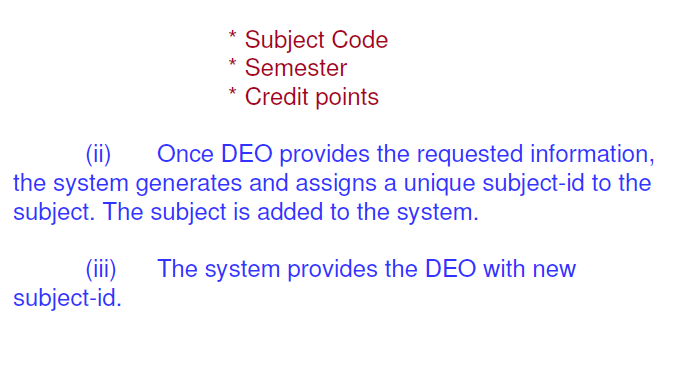 * Subject Code
* Semester
* Credit points
(ii) Once DEO provides the requested information,
the system generates and assigns a unique subject-id to the
subject. The subject is added to the system.
(iii) The system provides the DEO with new
subject-id.